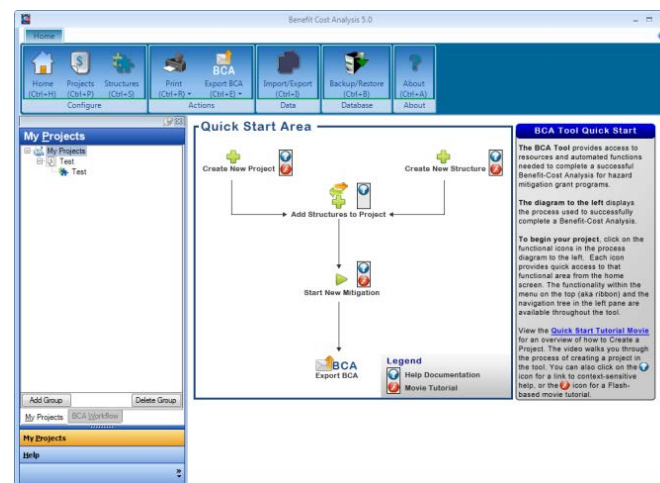 Benefit Cost Analysis 5.0
Home
Home
(Ctrl+H)
Projects
(Ctrl+P)
Structures
(Ctrl+S)
Configure
Print
(Ctrl+R)
BCA
Export BCA
(Ctrl+E)
Actions
Import/Export
(Ctrl+I)
Data
Backup/Restore
(Ctrl+B)
Database
About
(Ctrl+A)
About
My Projects
My Projects
Test
Test
Add Group
Delete Group
My Projects
BCA Workflow
My Projects
Help
Quick Start Area
Create New Project
Create New Structure
Add Structures to Project
Start New Mitigation
BCA
Export BCA
Legend
Help Documentation
Movie Tutorial
BCA Tool Quick Start
The BCA Tool provides access to
resources and automated functions
needed to complete a successful
Benefit-Cost Analysis for hazard
mitigation grant programs.
The diagram to the left displays
the process used to successfully
complete a Benefit-Cost Analysis.
To begin your project, click on the
functional icons in the process
diagram to the left. Each icon
provides quick access to that
functional area from the home
screen. The functionality within the
menu on the top (aka ribbon) and the
navigation tree in the left pane are
available throughout the tool.
View the Quick Start Tutorial Movie
for an overview of how to Create a
Project. The video walks you through
the process of creating a project in
the tool. You can also click on the
icon for a link to context-sensitive
help, or the icon for a Flash-
based movie tutorial.